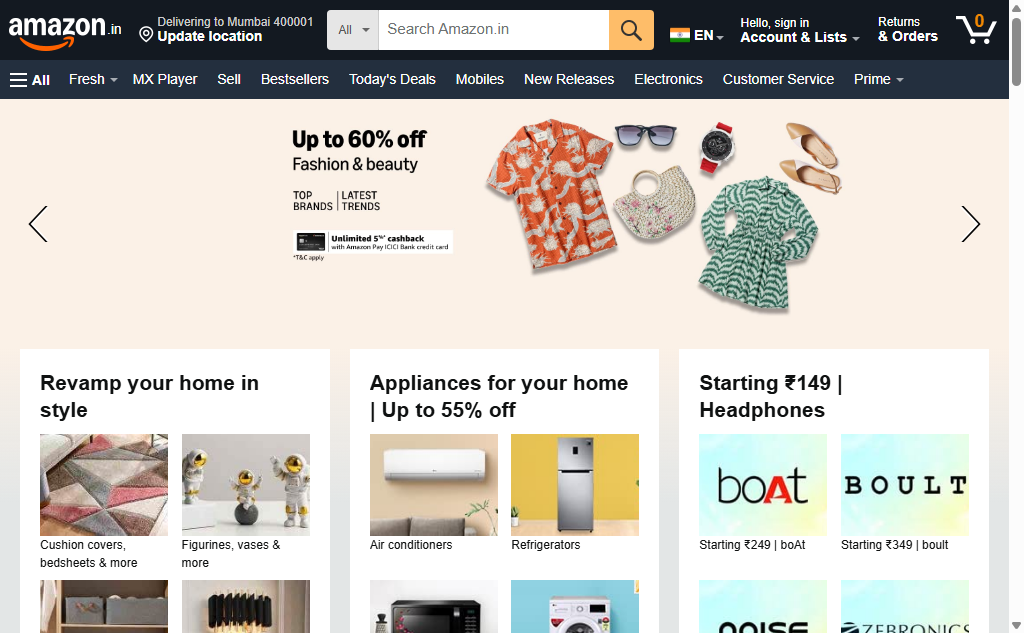 amazon.in
Delivering to Mumbai 400001
Update location
All
Search Amazon.in
EN
Hello, sign in
Account & Lists
Returns
& Orders
0
All
Fresh
MX Player
Sell
Bestsellers
Today's Deals
Mobiles
New Releases
Electronics
Customer Service
Prime
Up to 60% off
Fashion & beauty
TOP BRANDS | LATEST TRENDS
Unlimited 5%* cashback
with Amazon Pay ICICI Bank credit card
*T&C apply
Revamp your home in
style
Cushion covers,
bedsheets & more
Figurines, vases &
more
Appliances for your home
| Up to 55% off
Air conditioners
Refrigerators
Starting ₹149 |
Headphones
boAt
BOULT
Starting ₹249 | boAt
Starting ₹349 | boult
noise
ZEBRONICS